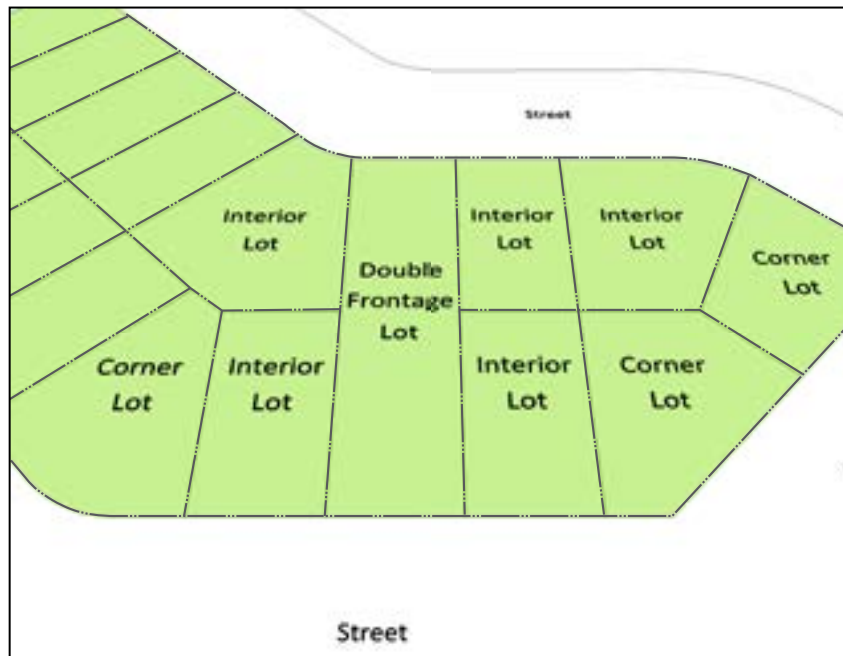 Street
Interior
Lot
Interior
Lot
Interior
Lot
Corner
Lot
Double
Frontage
Lot
Corner
Lot
Interior
Lot
Interior
Lot
Corner
Lot
Street